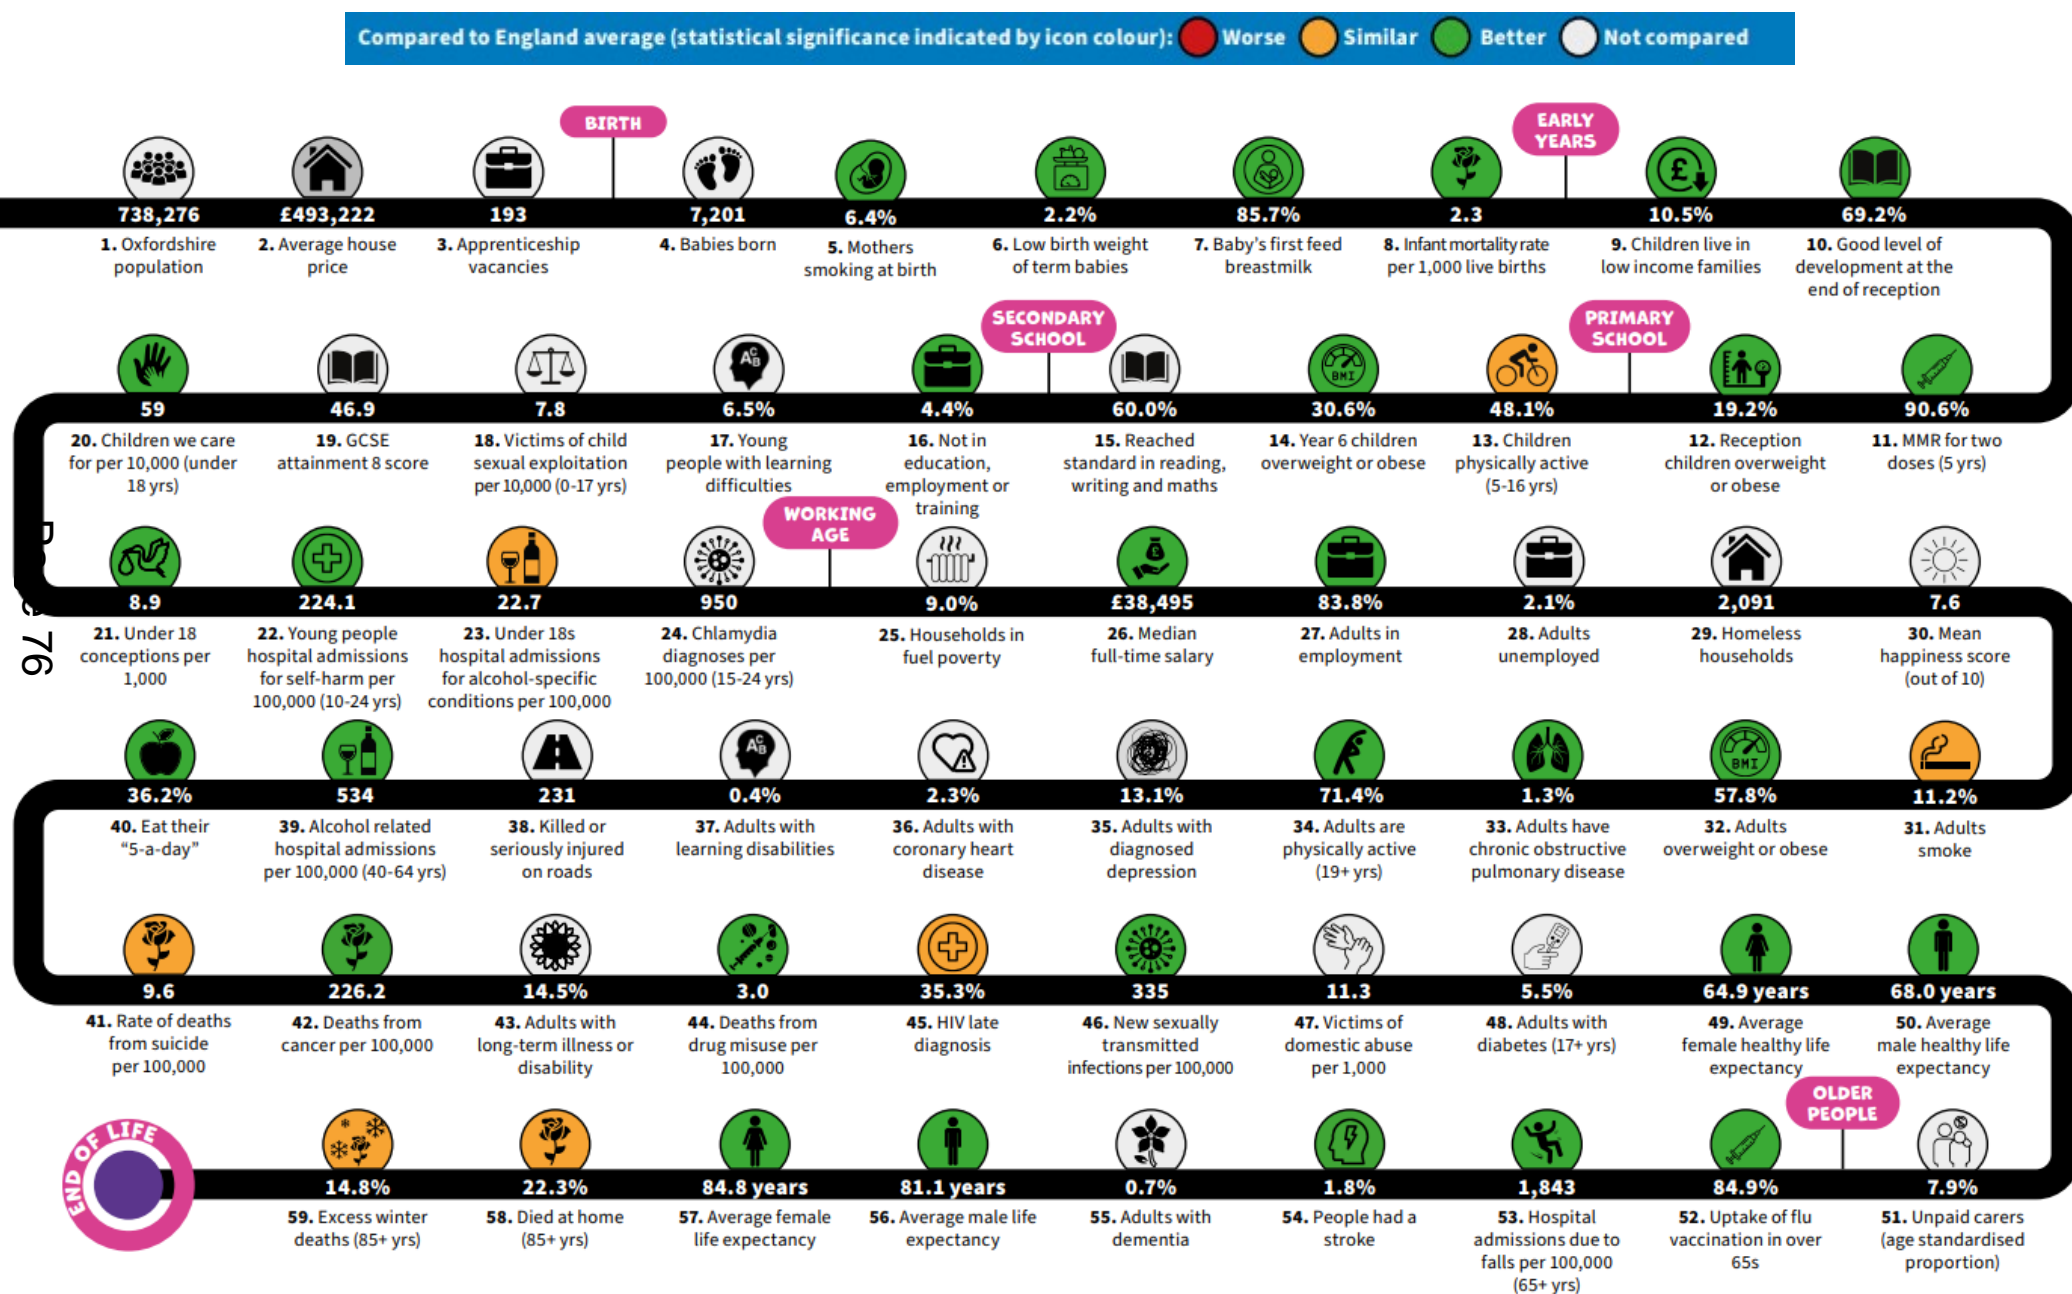 Compared to England average (statistical significance indicated by icon colour): Worse Similar Better Not compared
BIRTH
EARLY
YEARS
738,276 £493,222 193 7,201 6.4% 2.2% 85.7% 2.3 10.5% 69.2%
1. Oxfordshire
population
2. Average house
price
3. Apprenticeship
vacancies
4. Babies born
5. Mothers
smoking at birth
6. Low birth weight
of term babies
7. Baby's first feed
breastmilk
8. Infant mortality rate
per 1,000 live births
9. Children live in
low income families
10. Good level of
development at the
end of reception
SECONDARY
SCHOOL
PRIMARY
SCHOOL
BMI
59 46.9 7.8 6.5% 4.4% 60.0% 30.6% 48.1% 19.2% 90.6%
20. Children we care
for per 10,000 (under
18 yrs)
19. GCSE
attainment 8 score
18. Victims of child
sexual exploitation
per 10,000 (0-17 yrs)
17. Young
people with learning
difficulties
16. Not in
education,
employment or
training
15. Reached
standard in reading,
writing and maths
14. Year 6 children
overweight or obese
13. Children
physically active
(5-16 yrs)
12. Reception
children overweight
or obese
11. MMR for two
doses (5 yrs)
WORKING
AGE
8.9 224.1 22.7 950 9.0% £38,495 83.8% 2.1% 2,091 7.6
21. Under 18
conceptions per
1,000
22. Young people
hospital admissions
for self-harm per
100,000 (10-24 yrs)
23. Under 18s
hospital admissions
for alcohol-specific
conditions per 100,000
24. Chlamydia
diagnoses per
100,000 (15-24 yrs)
25. Households in
fuel poverty
26. Median
full-time salary
27. Adults in
employment
28. Adults
unemployed
29. Homeless
households
30. Mean
happiness score
(out of 10)
BMI
36.2% 534 231 0.4% 2.3% 13.1% 71.4% 1.3% 57.8% 11.2%
40. Eat their
"5-a-day"
39. Alcohol related
hospital admissions
per 100,000 (40-64 yrs)
38. Killed or
seriously injured
on roads
37. Adults with
learning disabilities
36. Adults with
coronary heart
disease
35. Adults with
diagnosed
depression
34. Adults are
physically active
(19+ yrs)
33. Adults have
chronic obstructive
pulmonary disease
32. Adults
overweight or obese
31. Adults
smoke
9.6 226.2 14.5% 3.0 35.3% 335 11.3 5.5% 64.9 years 68.0 years
41. Rate of deaths
from suicide
per 100,000
42. Deaths from
cancer per 100,000
43. Adults with
long-term illness or
disability
44. Deaths from
drug misuse per
100,000
45. HIV late
diagnosis
46. New sexually
transmitted
infections per 100,000
47. Victims of
domestic abuse
per 1,000
48. Adults with
diabetes (17+ yrs)
49. Average
female healthy life
expectancy
50. Average
male healthy life
expectancy
OLDER
PEOPLE
END OF LIFE
14.8% 22.3% 84.8 years 81.1 years 0.7% 1.8% 1,843 84.9% 7.9%
59. Excess winter
deaths (85+ yrs)
58. Died at home
(85+ yrs)
57. Average female
life expectancy
56. Average male life
expectancy
55. Adults with
dementia
54. People had a
stroke
53. Hospital
admissions due to
falls per 100,000
(65+ yrs)
52. Uptake of flu
vaccination in over
65s
51. Unpaid carers
(age standardised
proportion)
76